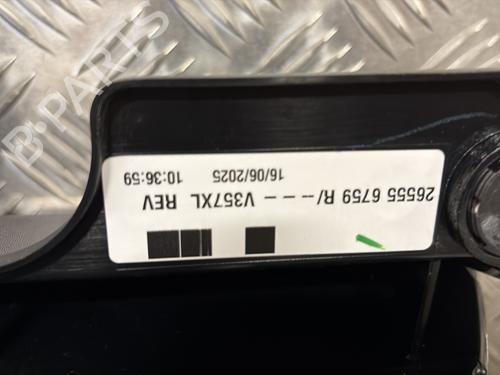 26555 6759 R/-- — — V357XL REV
16/06/2025 10:36:59
B-PARTS